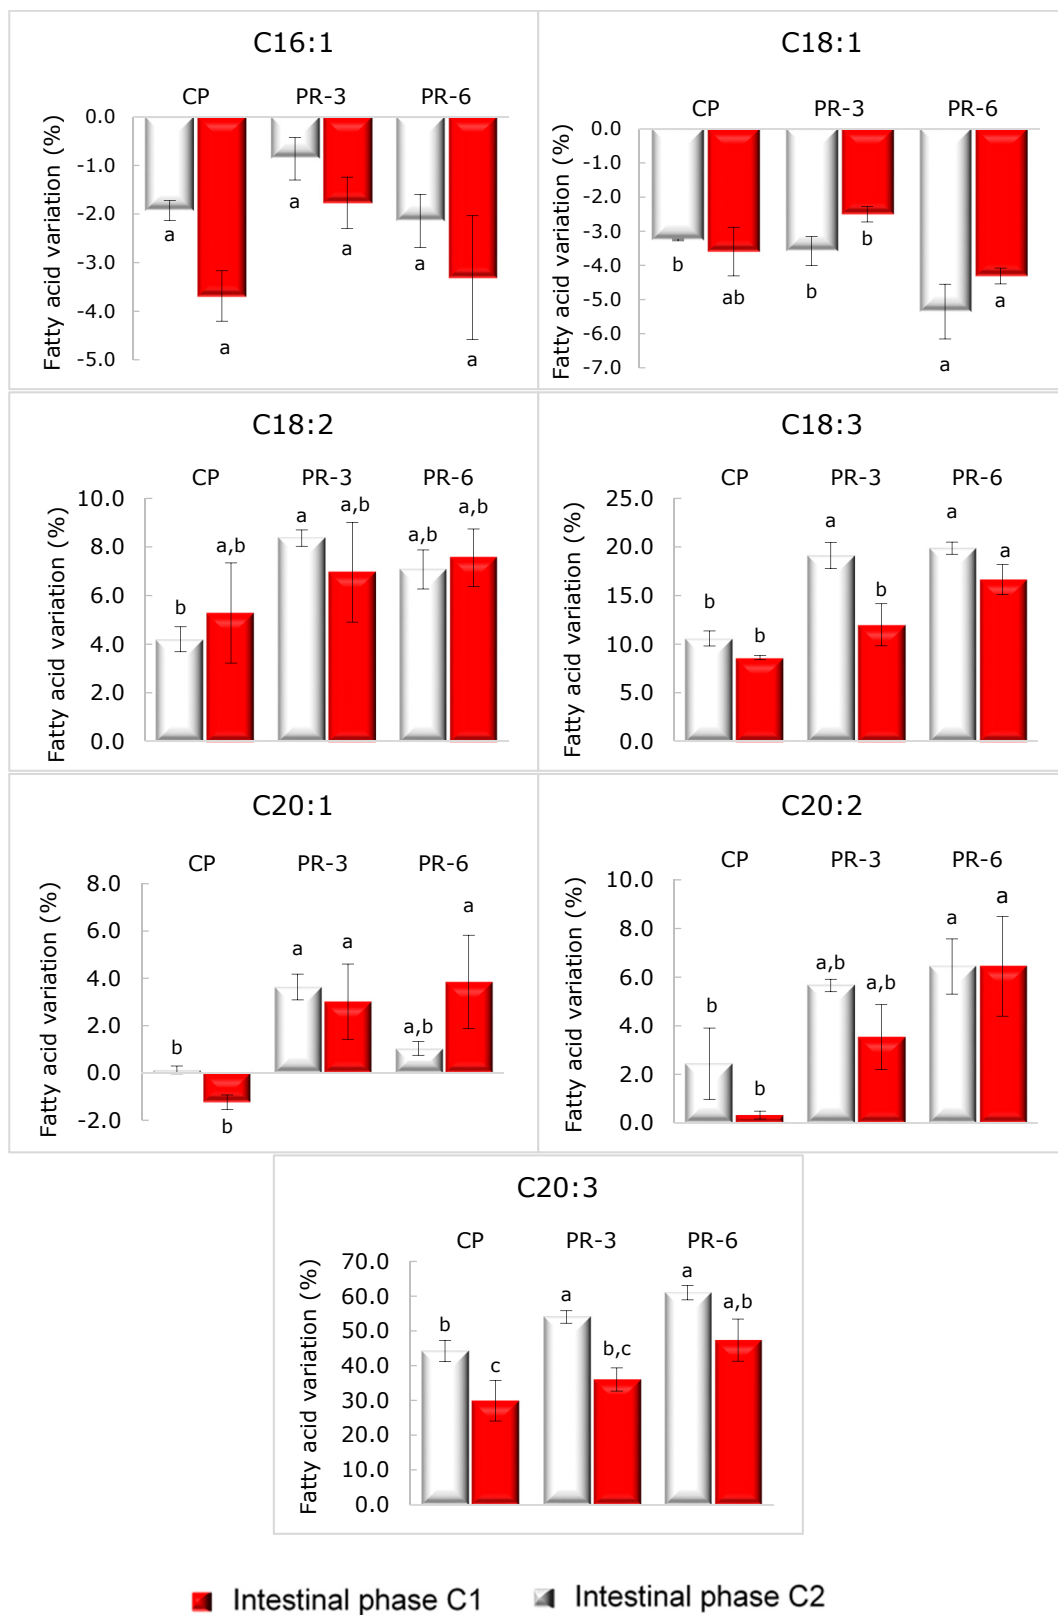 C16:1
CP PR-3 PR-6
Fatty acid variation (%)
0.0
-1.0
-2.0
-3.0
-4.0
-5.0
a a a a a a
C18:1
CP PR-3 PR-6
Fatty acid variation (%)
0.0
-1.0
-2.0
-3.0
-4.0
-5.0
-6.0
-7.0
b ab b b a a
C18:2
CP PR-3 PR-6
Fatty acid variation (%)
10.0
8.0
6.0
4.0
2.0
0.0
b a,b a a,b a,b a,b
C18:3
CP PR-3 PR-6
Fatty acid variation (%)
25.0
20.0
15.0
10.0
5.0
0.0
b b a b a a
C20:1
CP PR-3 PR-6
Fatty acid variation (%)
8.0
6.0
4.0
2.0
0.0
-2.0
b b a a a,b a
C20:2
CP PR-3 PR-6
Fatty acid variation (%)
10.0
8.0
6.0
4.0
2.0
0.0
b b a,b a,b a a
C20:3
CP PR-3 PR-6
Fatty acid variation (%)
70.0
60.0
50.0
40.0
30.0
20.0
10.0
0.0
b c a b,c a a,b
Intestinal phase C1 Intestinal phase C2